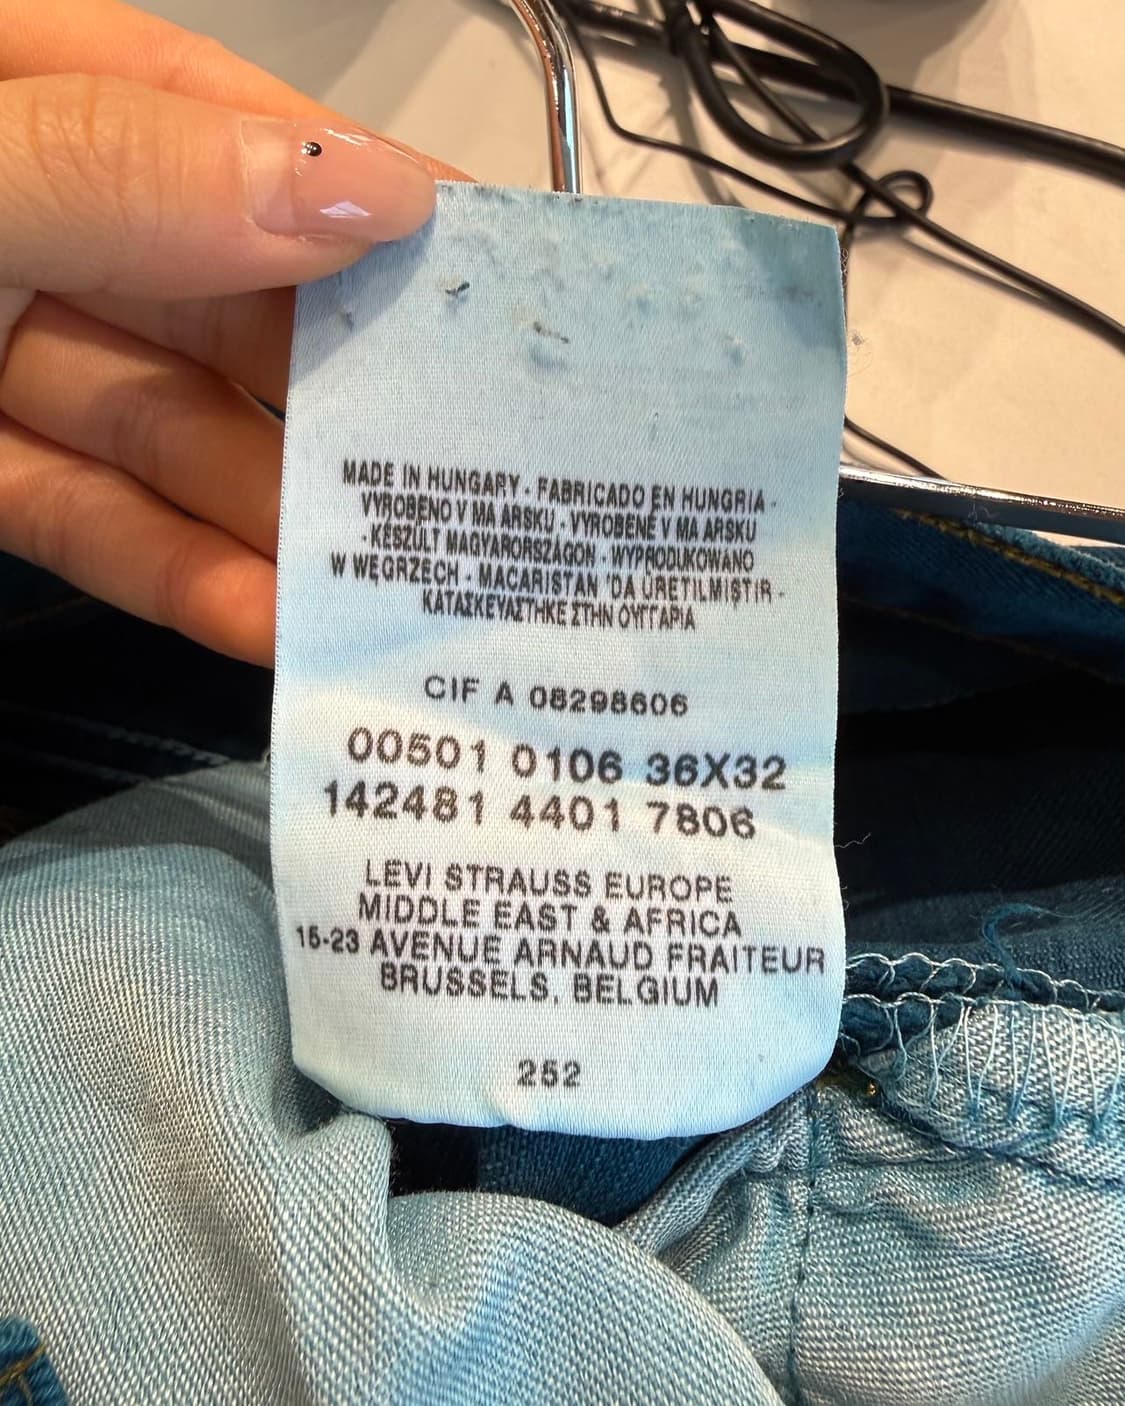 MADE IN HUNGARY - FABRICADO EN HUNGRIA -
VYROBENO V MA ARSKU - VYROBENÉ V MA ARSKU
- KÉSZÜLT MAGYARORSZÁGON - WYPRODUKOWANO
W WĘGRZECH - MACARISTAN 'DA ÜRETILMIŞTIR -
ΚΑΤΑΣΚΕΥΑΣΤΗΚΕ ΣΤΗΝ ΟΥΓΓΑΡΙΑ
CIF A 08298606
00501 0106 36X32
142481 4401 7806
LEVI STRAUSS EUROPE
MIDDLE EAST & AFRICA
15-23 AVENUE ARNAUD FRAITEUR
BRUSSELS, BELGIUM
252